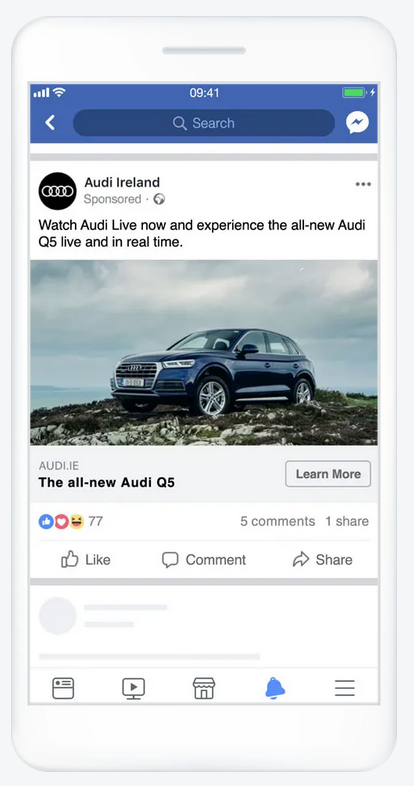 09:41
Search
Audi Ireland
Sponsored ·
Watch Audi Live now and experience the all-new Audi
Q5 live and in real time.
AUDI.IE
The all-new Audi Q5
Learn More
77
5 comments 1 share
Like
Comment
Share